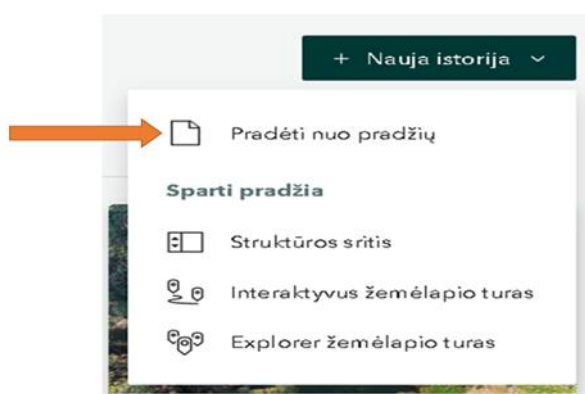 + Nauja istorija
Pradėti nuo pradžių
Sparti pradžia
Struktūros sritis
Interaktyvus žemėlapio turas
Explorer žemėlapio turas